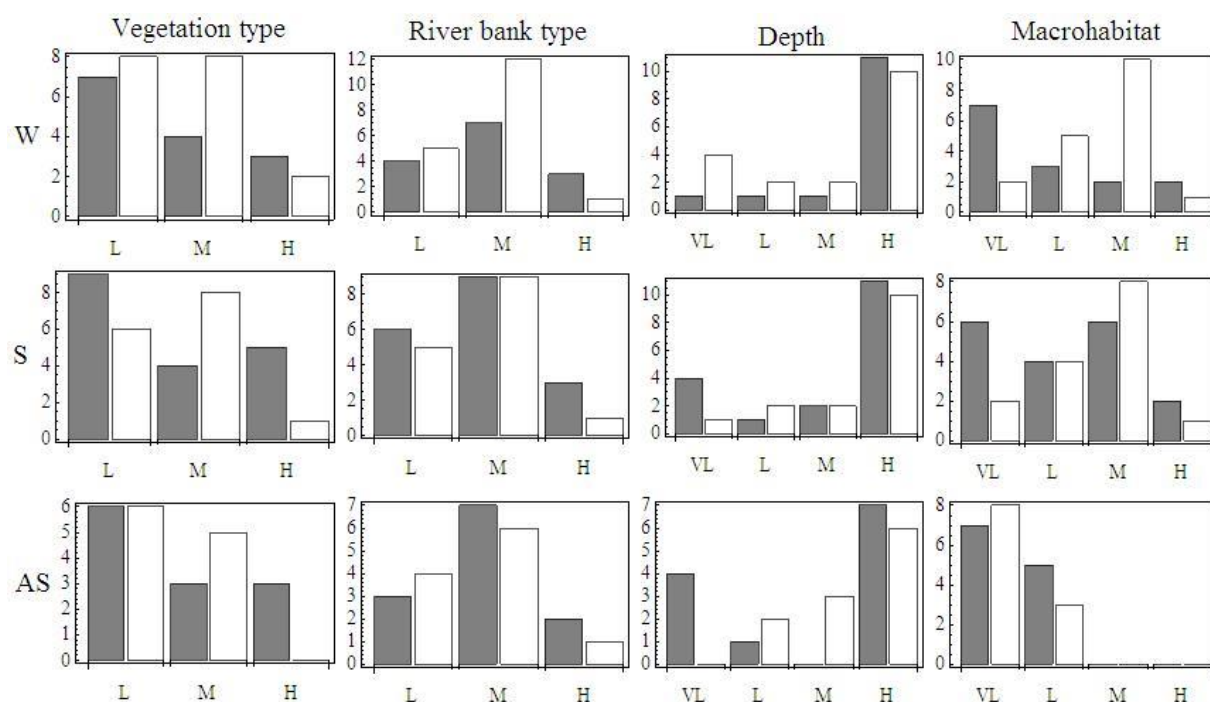 Vegetation type River bank type Depth Macrohabitat
W
8 6 4 2 0
L M H
12 10 8 6 4 2 0
L M H
10 8 6 4 2 0
VL L M H
10 8 6 4 2 0
VL L M H
S
8 6 4 2 0
L M H
8 6 4 2 0
L M H
10 8 6 4 2 0
VL L M H
8 6 4 2 0
VL L M H
AS
6 5 4 3 2 1 0
L M H
7 6 5 4 3 2 1 0
L M H
7 6 5 4 3 2 1 0
VL L M H
8 6 4 2 0
VL L M H